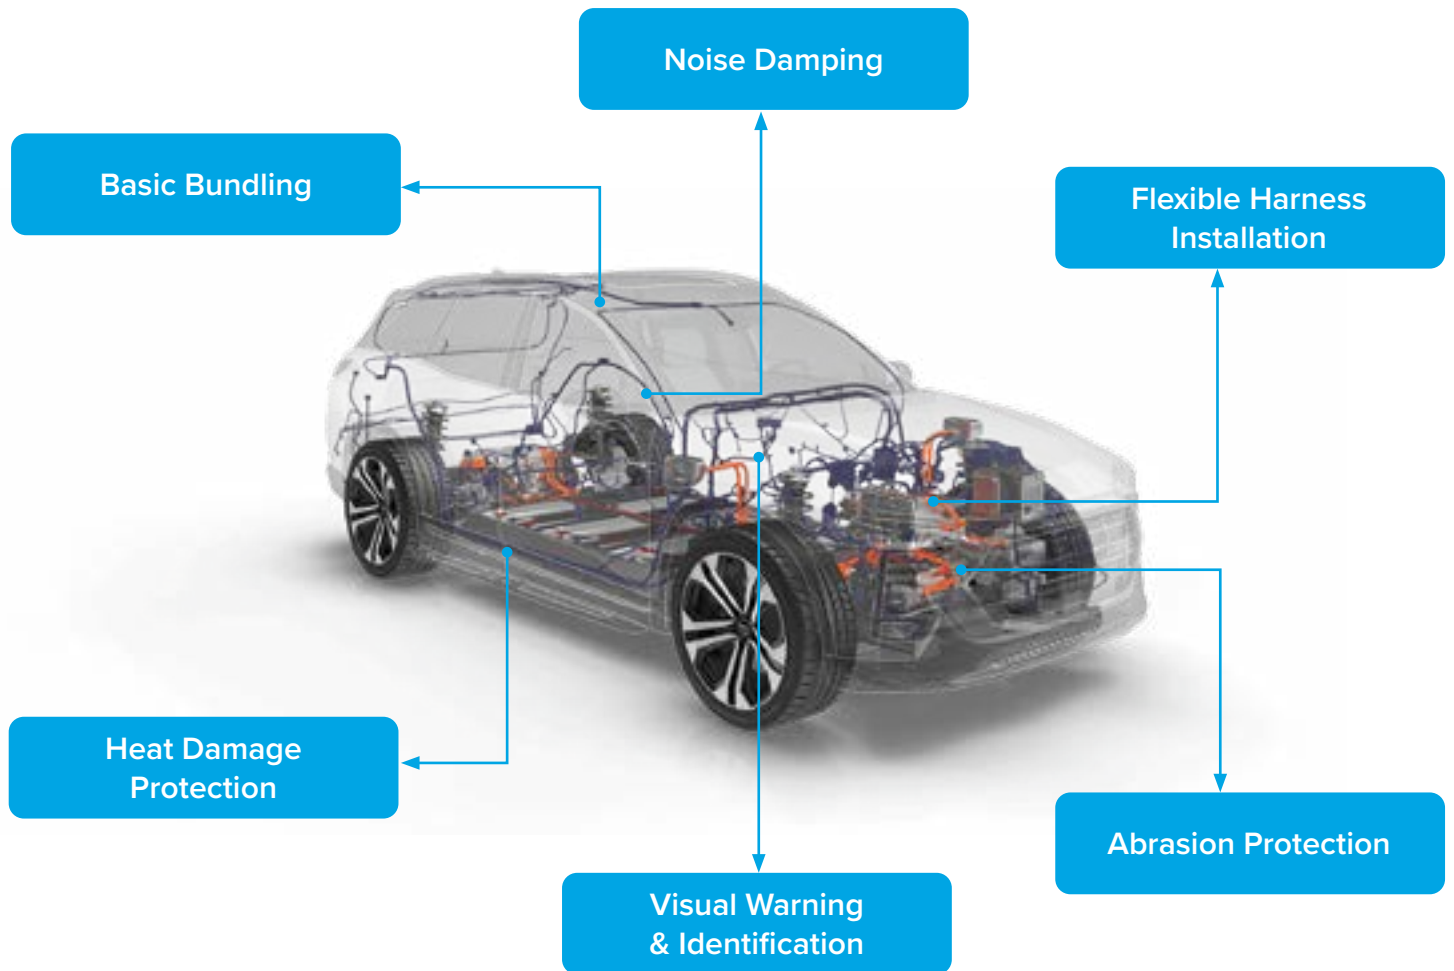 Noise Damping
Basic Bundling
Flexible Harness
Installation
Heat Damage
Protection
Abrasion Protection
Visual Warning
& Identification